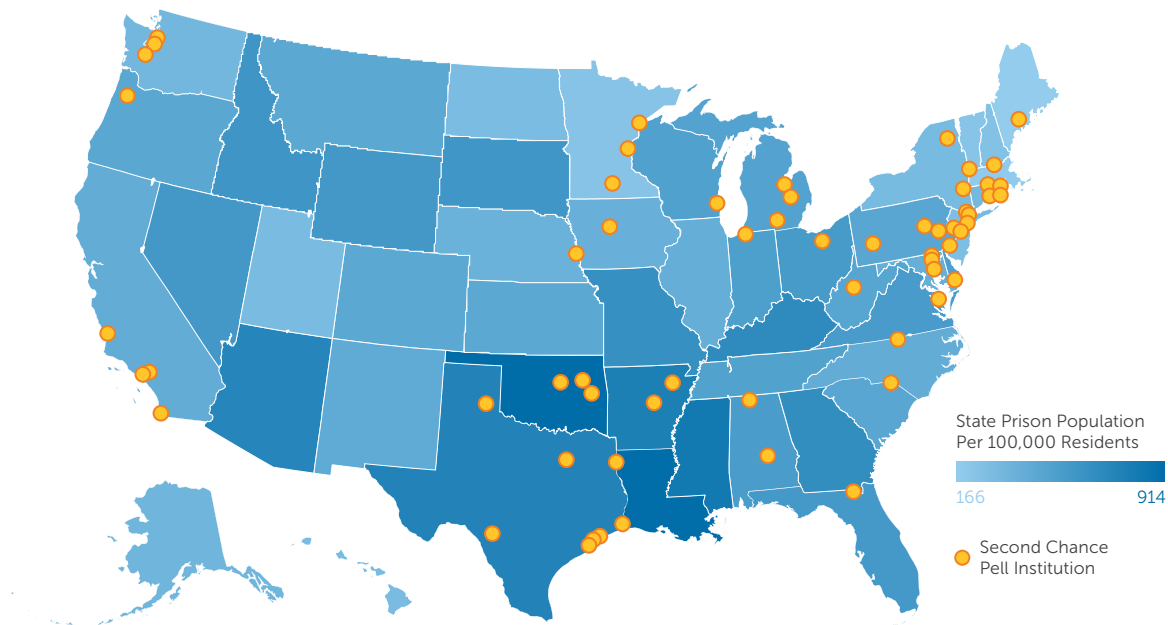 State Prison Population
Per 100,000 Residents
166 914
Second Chance
Pell Institution